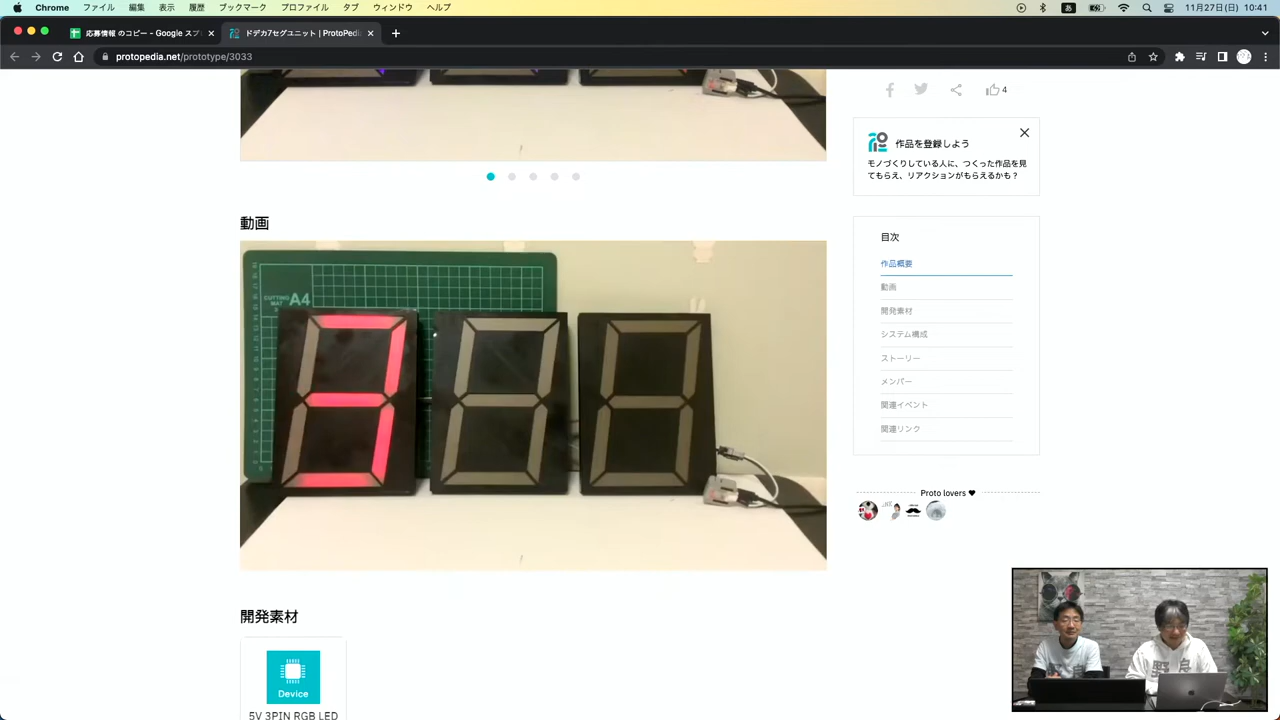 Chrome ファイル 編集 表示 履歴 ブックマーク プロファイル タブ ウィンドウ ヘルプ あ 11月27日(日) 10:41
応募情報 のコピー - Google スプ
ドデカ7セグユニット | ProtoPedia
protopedia.net/prototype/3033
4
作品を登録しよう
モノづくりしている人に、つくった作品を見
てもらえ、リアクションがもらえるかも？
動画
CUTTING MAT A4
目次
作品概要
動画
開発素材
システム構成
ストーリー
メンバー
関連イベント
関連リンク
Proto lovers
開発素材
Device
5V 3PIN RGB LED
野良